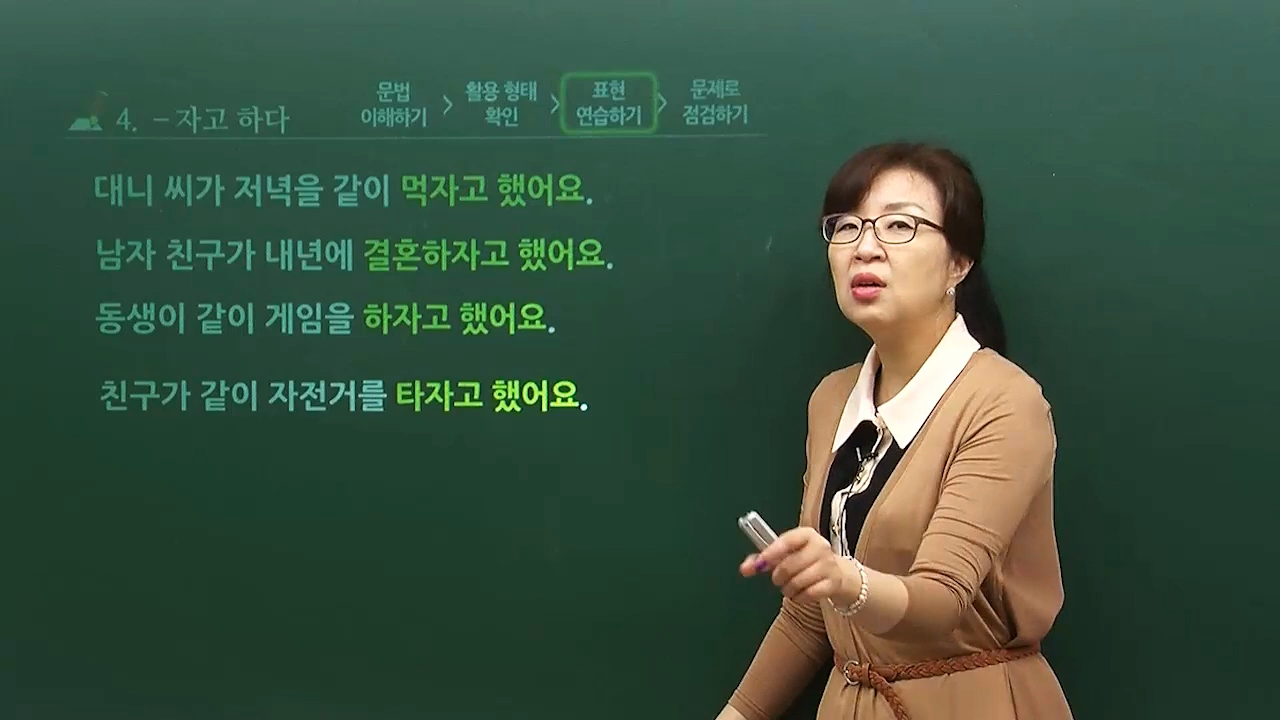 4. -자고 하다
문법
이해하기
활용 형태
확인
표현
연습하기
문제로
점검하기
대니 씨가 저녁을 같이 먹자고 했어요.
남자 친구가 내년에 결혼하자고 했어요.
동생이 같이 게임을 하자고 했어요.
친구가 같이 자전거를 타자고 했어요.